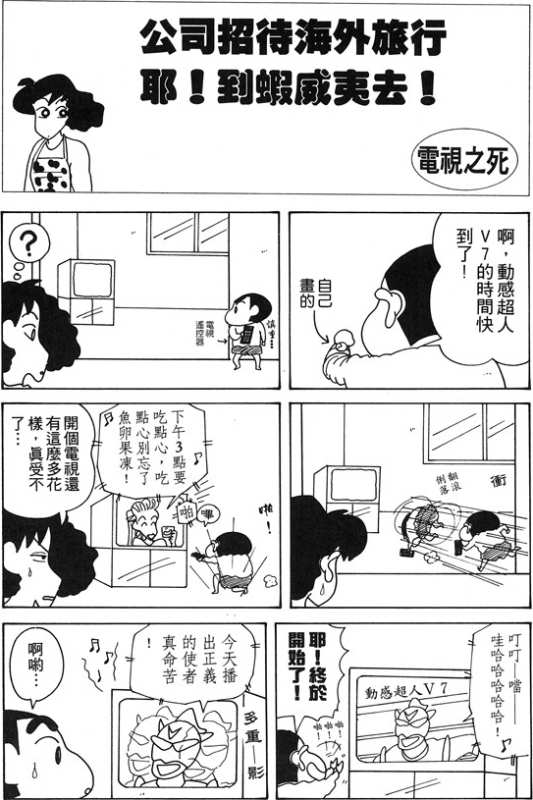 公司招待海外旅行
耶！到蝦威夷去！
電視之死
啊，動感超人
V7的時間快
到了！
自己
畫的
？
電視
遙控器
慎重…
衝
翻滾
倒落
啪！
下午3點要
吃點心，吃
點心別忘了
魚卵果凍！
啪
嗶
開個電視還
有這麼多花
樣，真受不
了…
叮叮—噹—
哇哈哈哈哈哈！
動感超人V7
耶！終於
開始了！
今天播
出正義
的使者
真命苦
！
多重—影
啊喲…